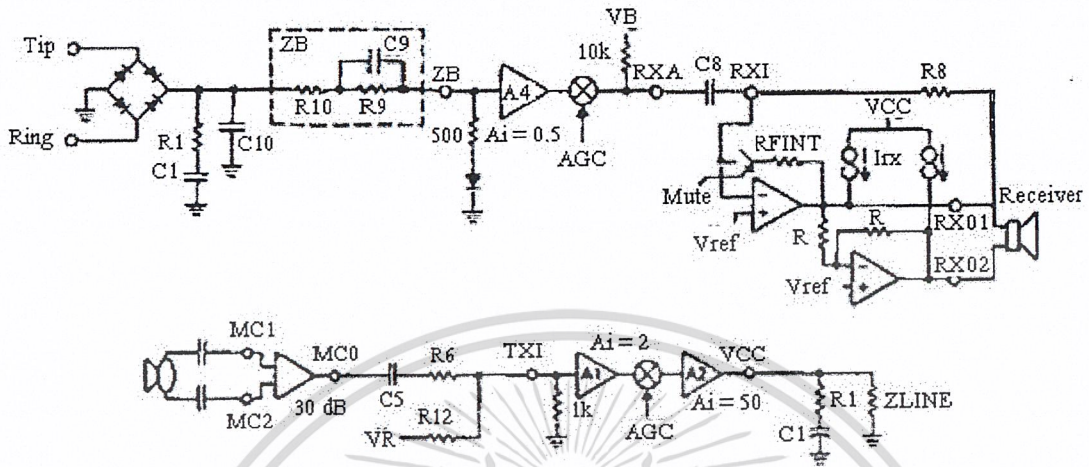 Tip
Ring
R1
C1
C10
ZB
C9
R10
R9
ZB
500
A4
Ai = 0.5
AGC
VB
10k
RXA
C8
RXI
R8
VCC
RFINT
Irx
Mute
Vref
R
R
RX01
Receiver
Vref
RX02
MC1
MC2
30 dB
MC0
C5
R6
R12
VR
TXI
1k
Ai = 2
A1
AGC
A2
Ai = 50
VCC
R1
C1
ZLINE